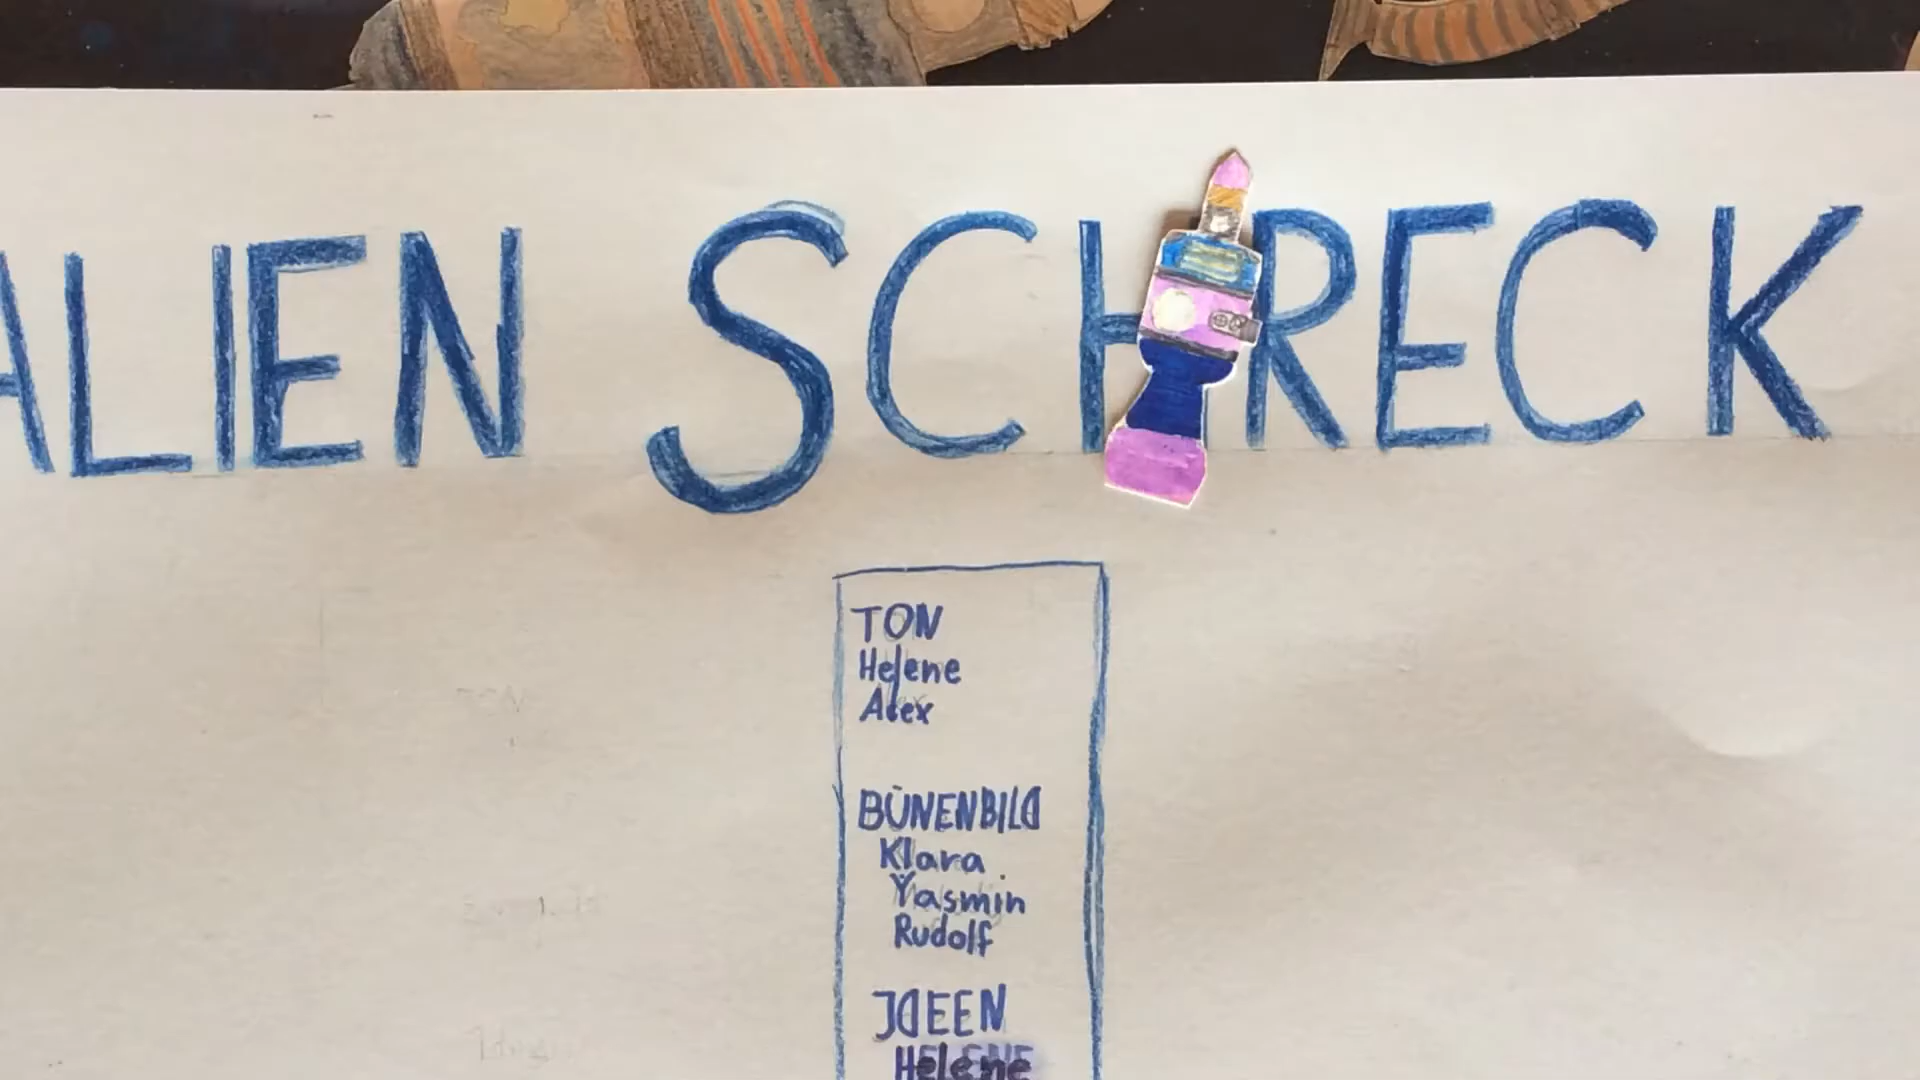 ALIEN SCHRECK
TON
Helene
Alex
BÜNENBILD
Klara
Yasmin
Rudolf
IDEEN
Helene